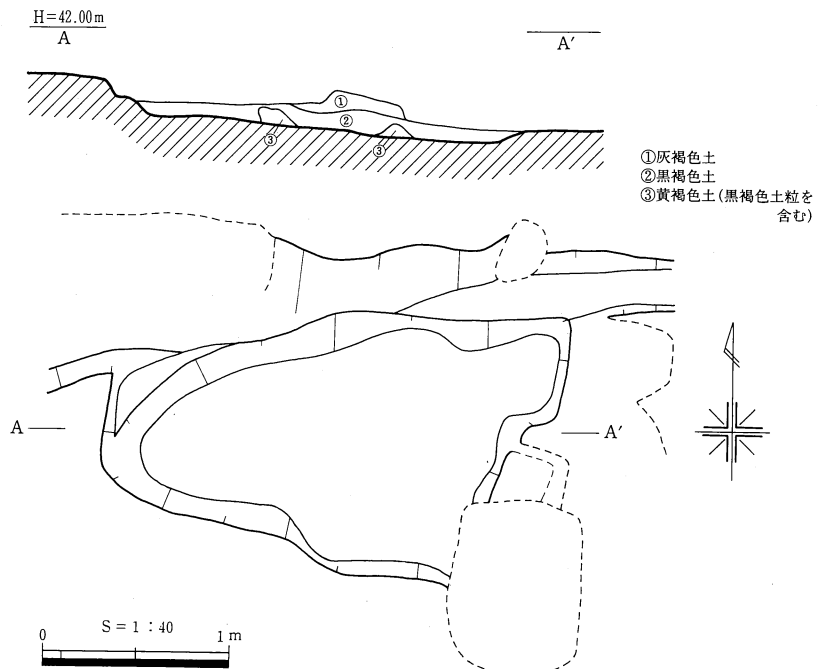 H=42.00m
A
A′
①
②
③
③
①灰褐色土
②黒褐色土
③黄褐色土(黒褐色土粒を
含む)
A
A′
S=1:40
0
1m